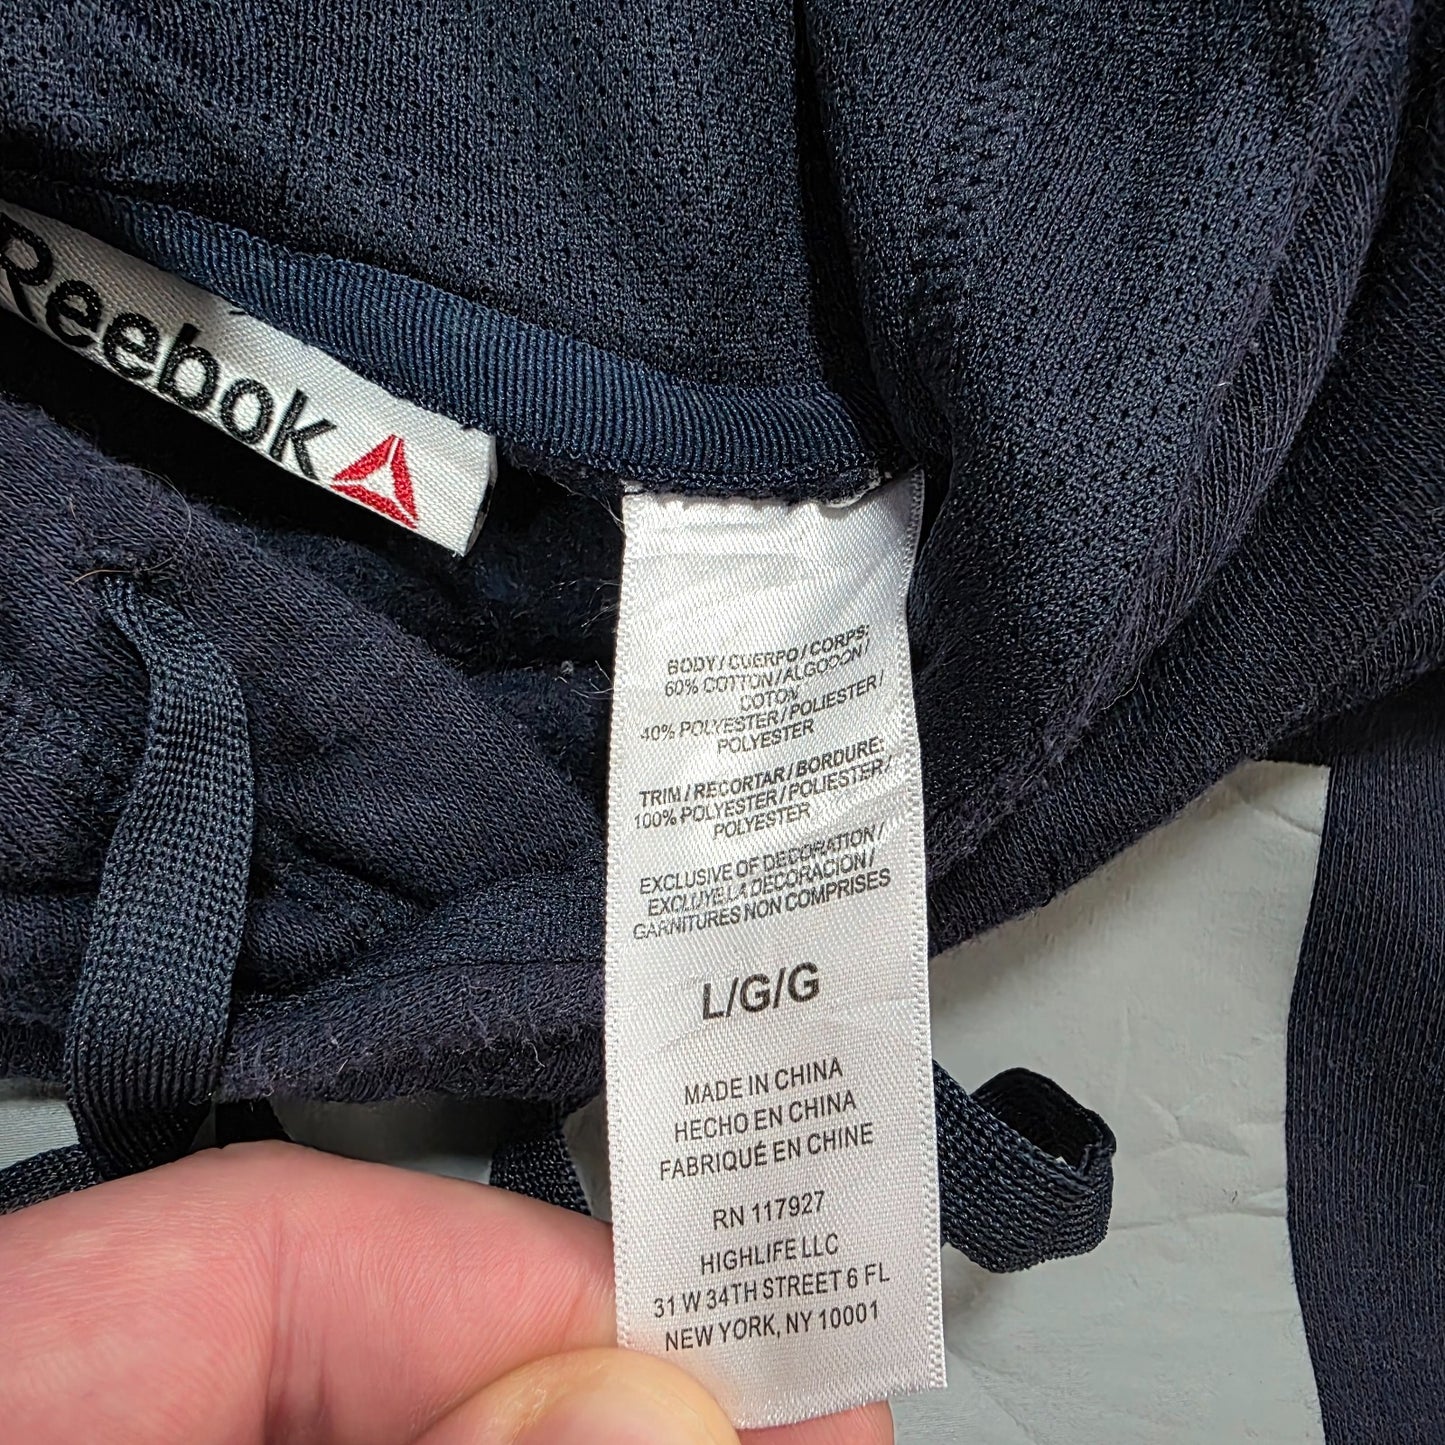 Reebok
BODY/CUERPO/CORPS:
60% COTTON/ALGODON/
COTON
40% POLYESTER/POLIESTER/
POLYESTER
TRIM/RECORTAR/BORDURE:
100% POLYESTER/POLIESTER/
POLYESTER
EXCLUSIVE OF DECORATION/
EXCLUYE LA DECORACION/
GARNITURES NON COMPRISES
L/G/G
MADE IN CHINA
HECHO EN CHINA
FABRIQUÉ EN CHINE
RN 117927
HIGHLIFE LLC
31 W 34TH STREET 6 FL
NEW YORK, NY 10001